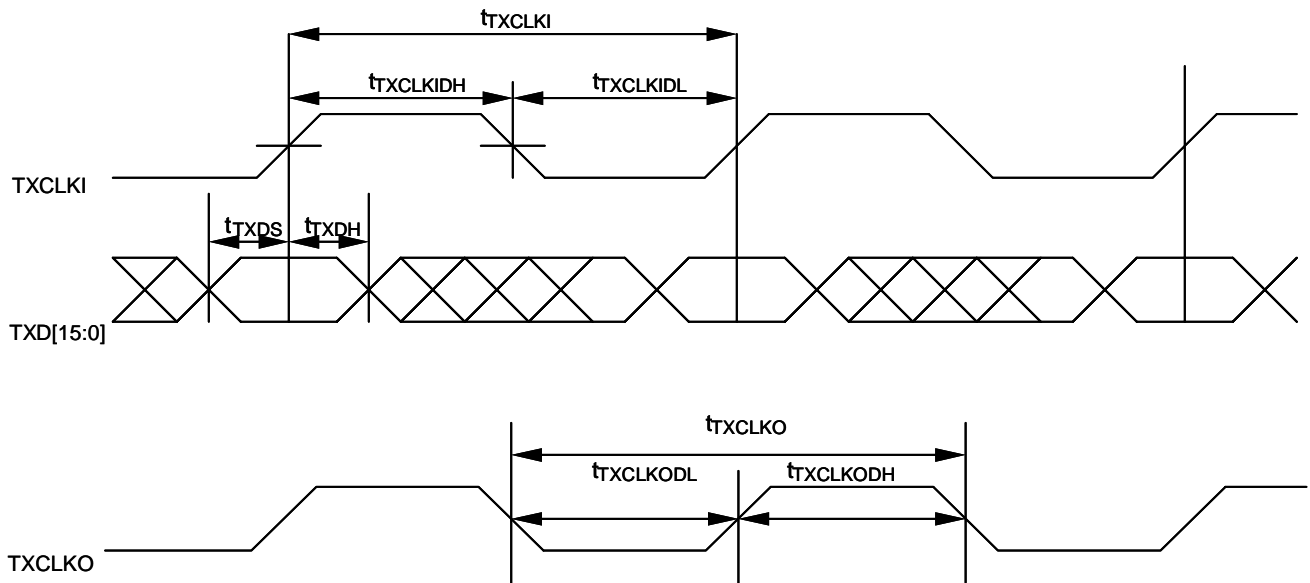 tTXCLKI
tTXCLKIDH tTXCLKIDL
TXCLKI
tTXDS tTXDH
TXD[15:0]
tTXCLKO
tTXCLKODL tTXCLKODH
TXCLKO